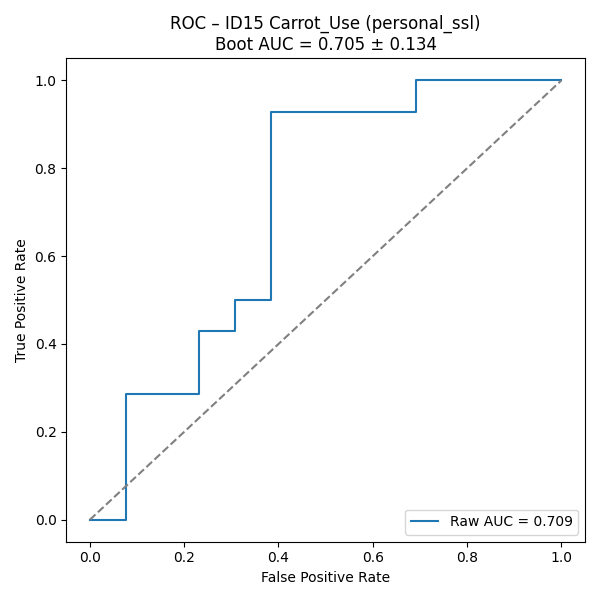 ROC – ID15 Carrot_Use (personal_ssl)
Boot AUC = 0.705 ± 0.134
True Positive Rate
1.0
0.8
0.6
0.4
0.2
0.0
Raw AUC = 0.709
0.0 0.2 0.4 0.6 0.8 1.0
False Positive Rate